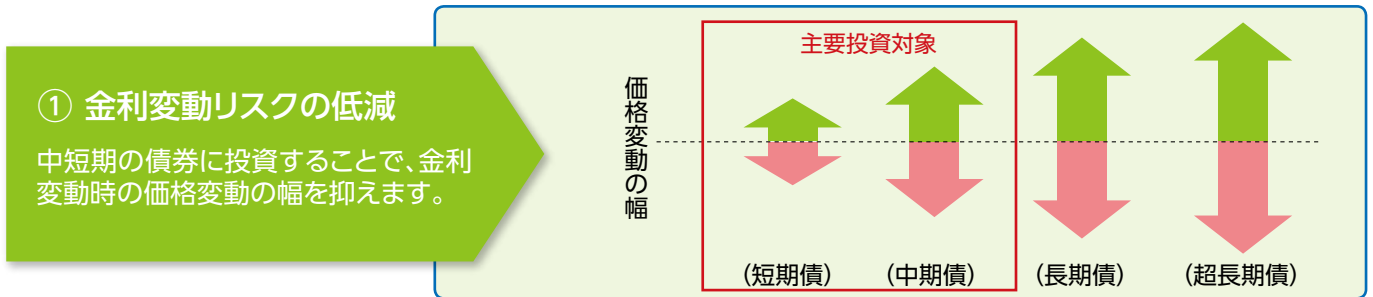 ① 金利変動リスクの低減
中短期の債券に投資することで、金利
変動時の価格変動の幅を抑えます。
主要投資対象
価格変動の幅
（短期債）
（中期債）
（長期債）
（超長期債）